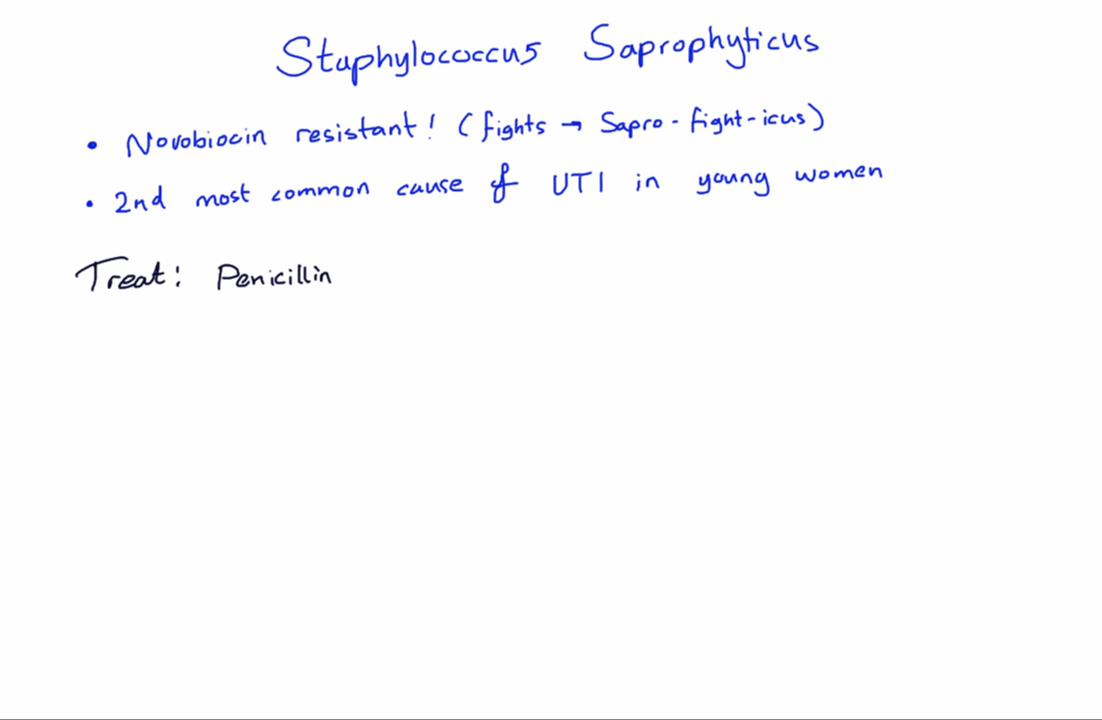 Staphylococcus Saprophyticus
• Novobiocin resistant! (fights → Sapro-fight-icus)
• 2nd most common cause of UTI in young women
Treat: Penicillin